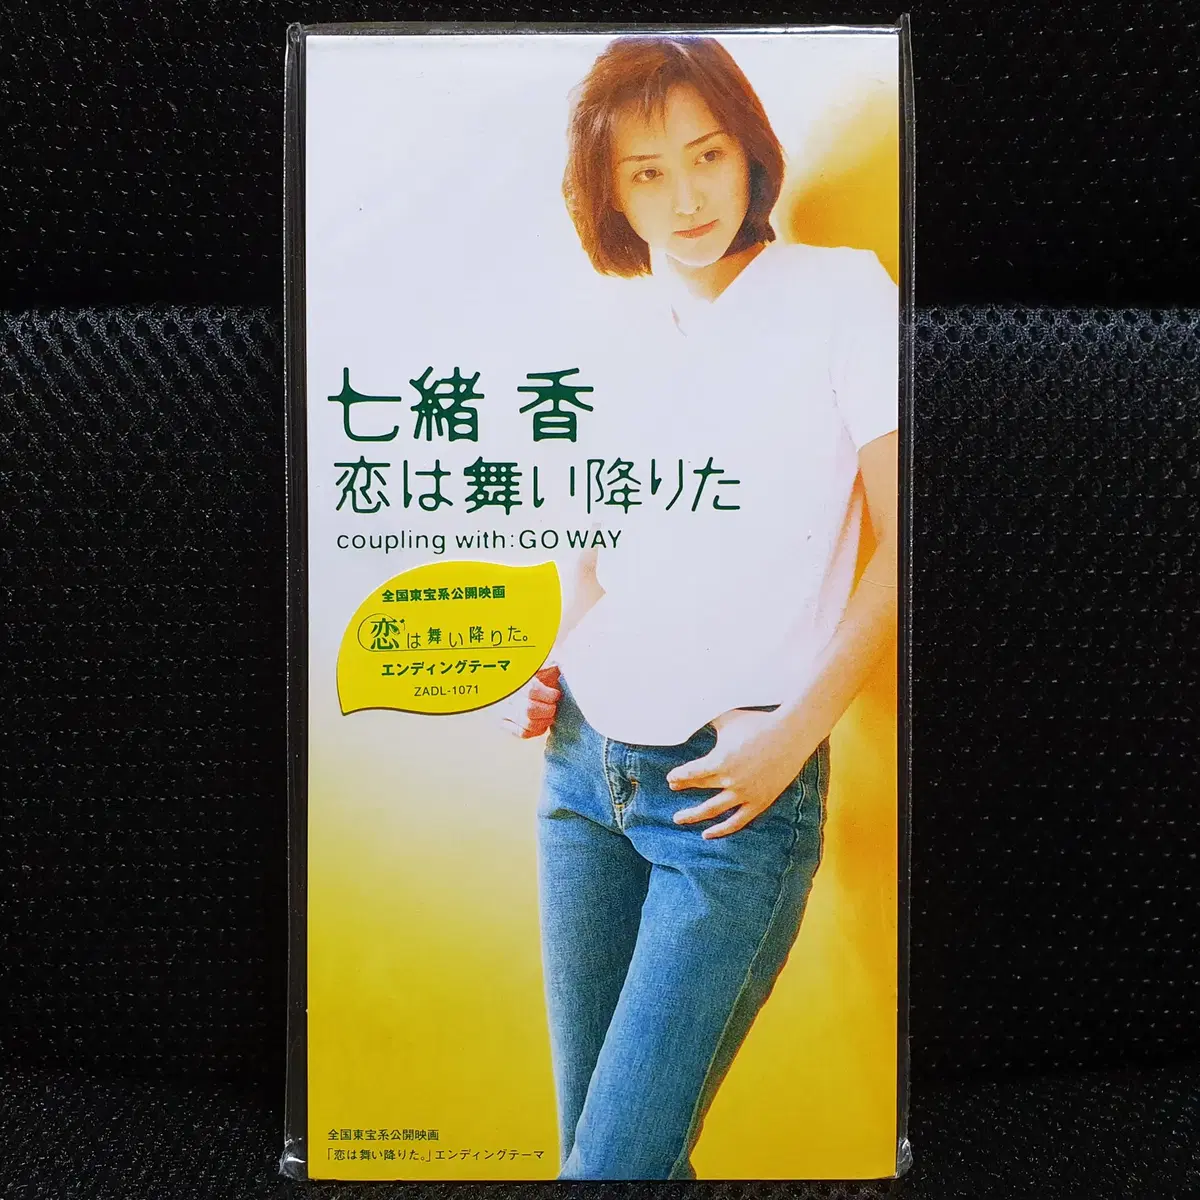 七緒 香
恋は舞い降りた
coupling with:GO WAY
全国東宝系公開映画
恋は舞い降りた。
エンディングテーマ
ZADL-1071
全国東宝系公開映画
「恋は舞い降りた。」エンディングテーマ